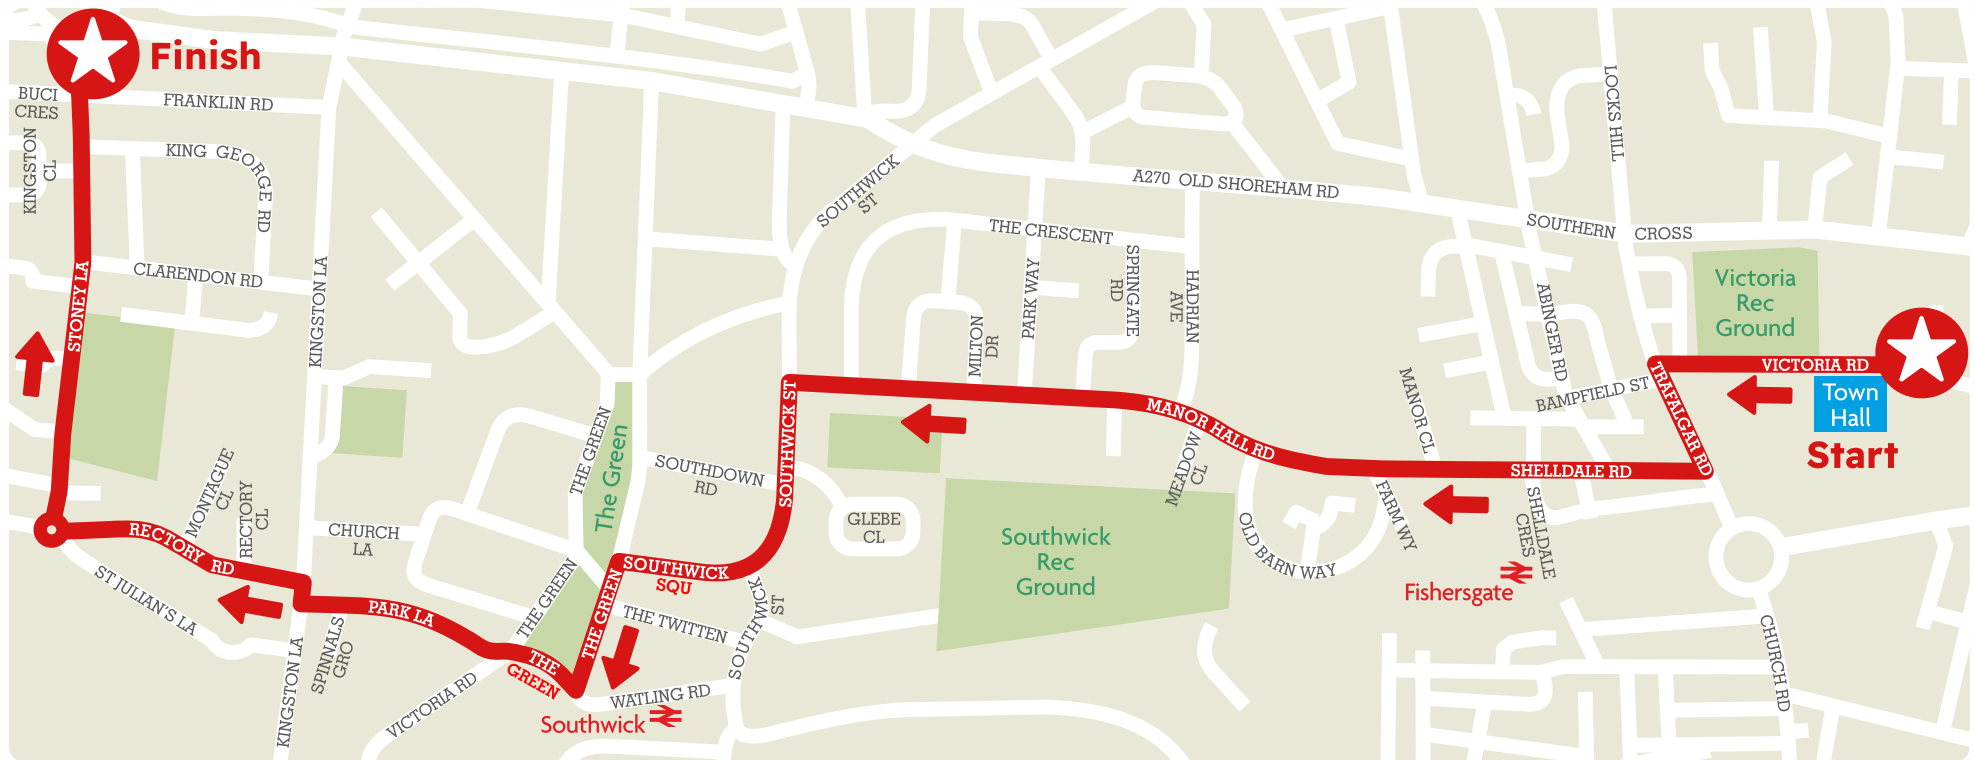 Finish
BUCI
CRES
FRANKLIN RD
KINGSTON
CL
KING GEORGE RD
CLARENDON RD
STONEY LA
KINGSTON LA
MONTAGUE
CL
RECTORY
CL
RECTORY RD
CHURCH
LA
ST JULIAN'S LA
PARK LA
SPINNALS
GRO
KINGSTON LA
VICTORIA RD
THE GREEN
The Green
THE GREEN
THE GREEN
THE
GREEN
SOUTHWICK
SQU
SOUTHDOWN
RD
THE TWITTEN
WATLING RD
Southwick
SOUTHWICK
ST
SOUTHWICK ST
SOUTHWICK
ST
GLEBE
CL
THE CRESCENT
MILTON
DR
PARK WAY
SPRINGATE
RD
HADRIAN
AVE
A270 OLD SHOREHAM RD
MANOR HALL RD
MEADOW
CL
Southwick
Rec
Ground
OLD BARN WAY
FARM WY
MANOR CL
SHELLDALE RD
SHELLDALE
CRES
Fishersgate
LOCKS HILL
SOUTHERN CROSS
ABINGER RD
BAMPFIELD ST
TRAFALGAR RD
Victoria
Rec
Ground
VICTORIA RD
Town
Hall
Start
CHURCH RD